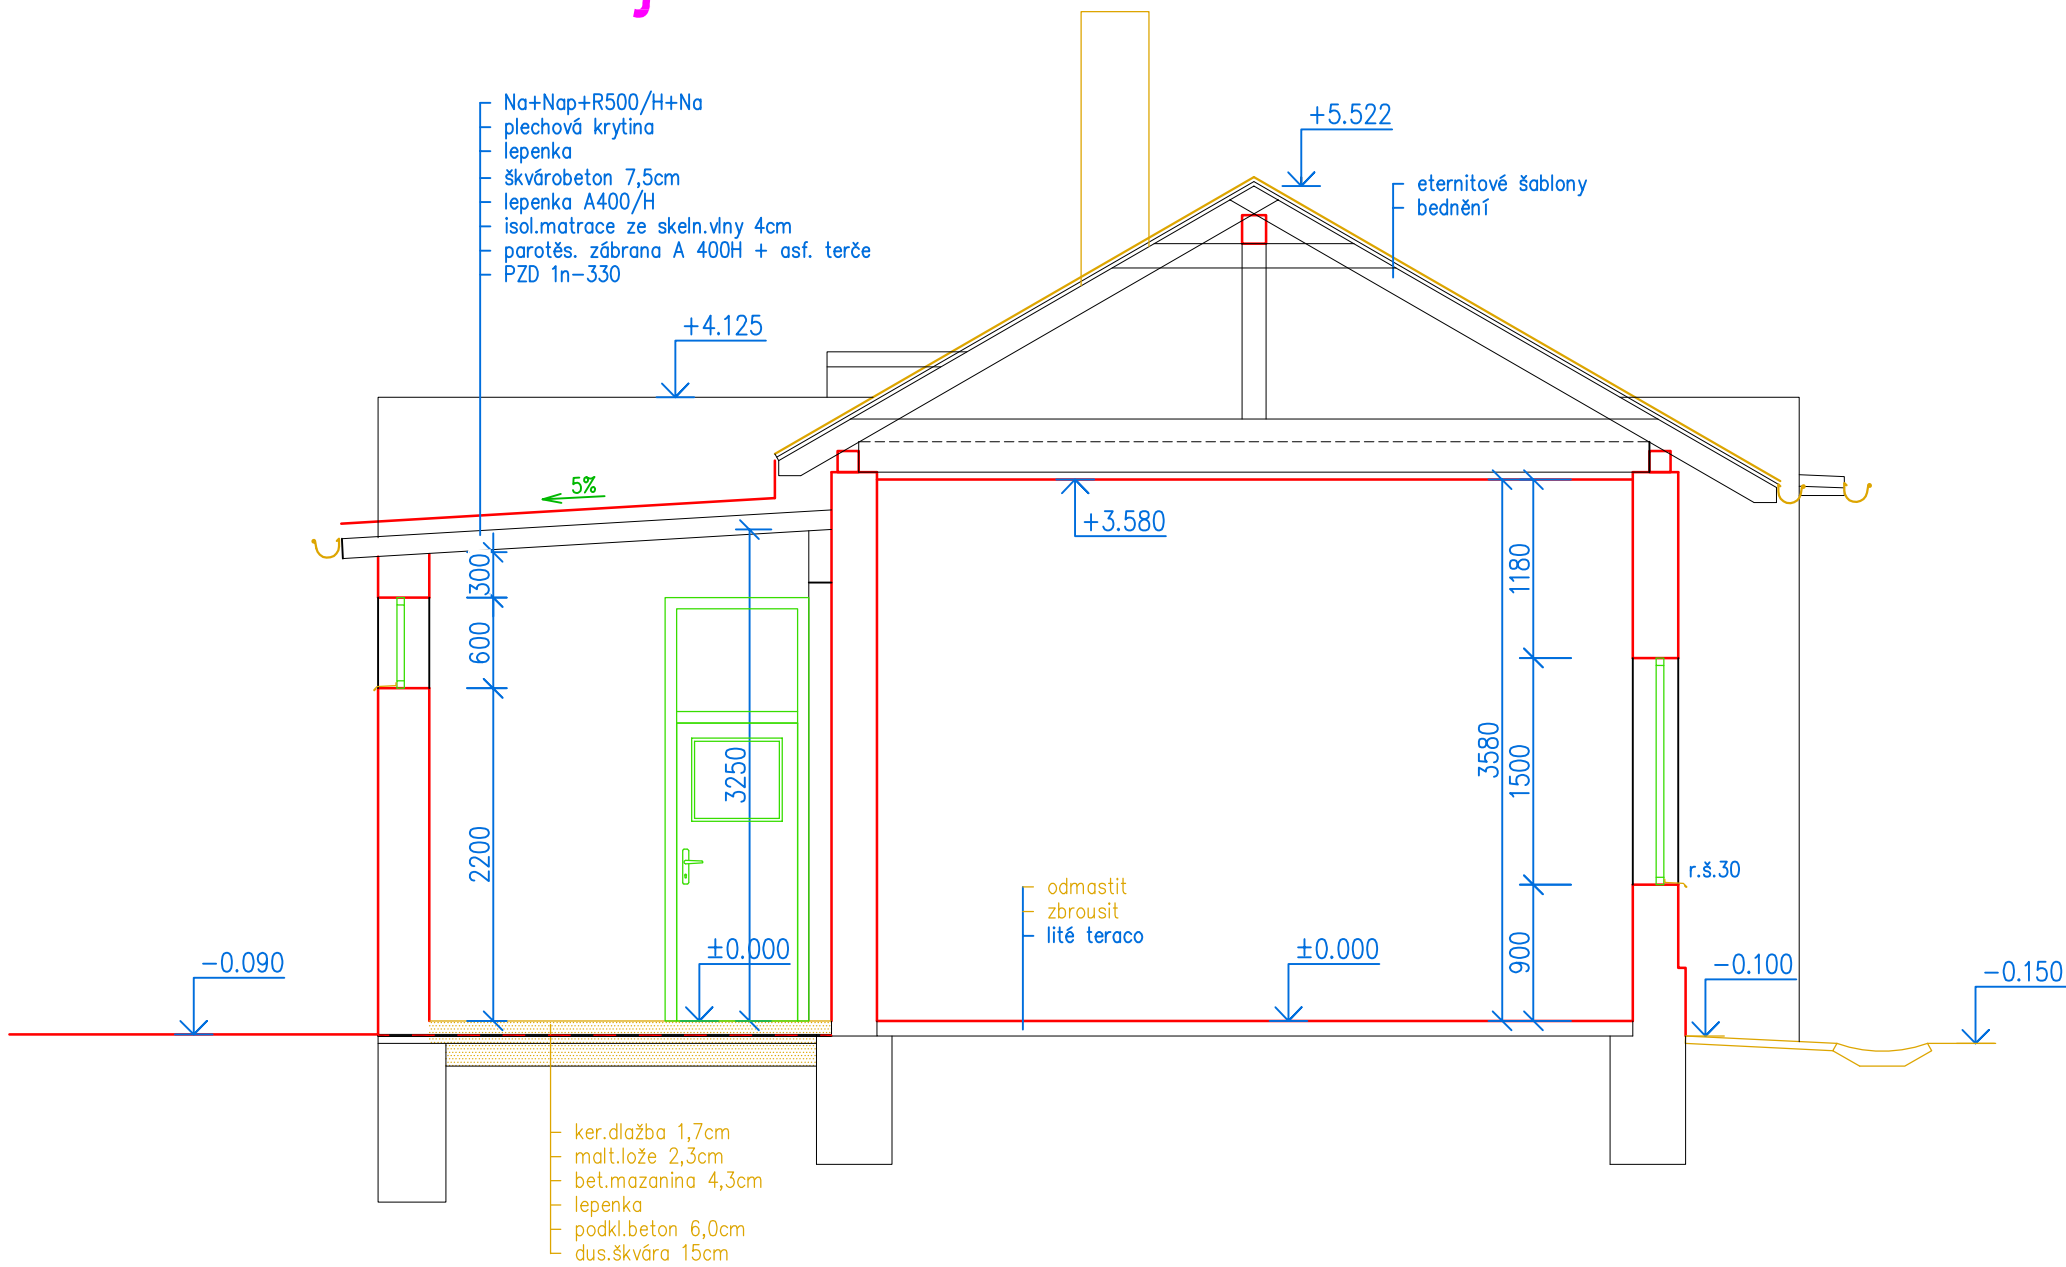 Na+Nap+R500/H+Na
plechová krytina
lepenka
škvárobeton 7,5cm
lepenka A400/H
isol.matrace ze skeln.vlny 4cm
parotěs. zábrana A 400H + asf. terče
PZD 1n-330
+5.522
eternitové šablony
bednění
+4.125
5%
+3.580
300
600
2200
3250
1180
3580
1500
900
r.š.30
odmastit
zbrousit
lité teraco
±0.000
±0.000
-0.090
-0.100
-0.150
ker.dlažba 1,7cm
malt.lože 2,3cm
bet.mazanina 4,3cm
lepenka
podkl.beton 6,0cm
dus.škvára 15cm